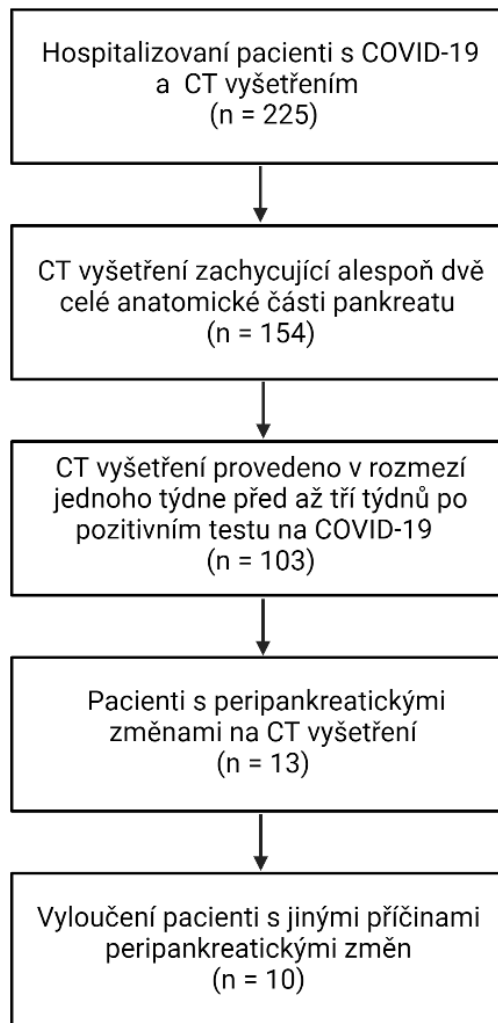 Hospitalizovaní pacienti s COVID-19
a CT vyšetřením
(n = 225)
CT vyšetření zachycující alespoň dvě
celé anatomické části pankreatu
(n = 154)
CT vyšetření provedeno v rozmezí
jednoho týdne před až tří týdnů po
pozitivním testu na COVID-19
(n = 103)
Pacienti s peripankreatickými
změnami na CT vyšetření
(n = 13)
Vyloučení pacienti s jinými příčinami
peripankreatickými změn
(n = 10)